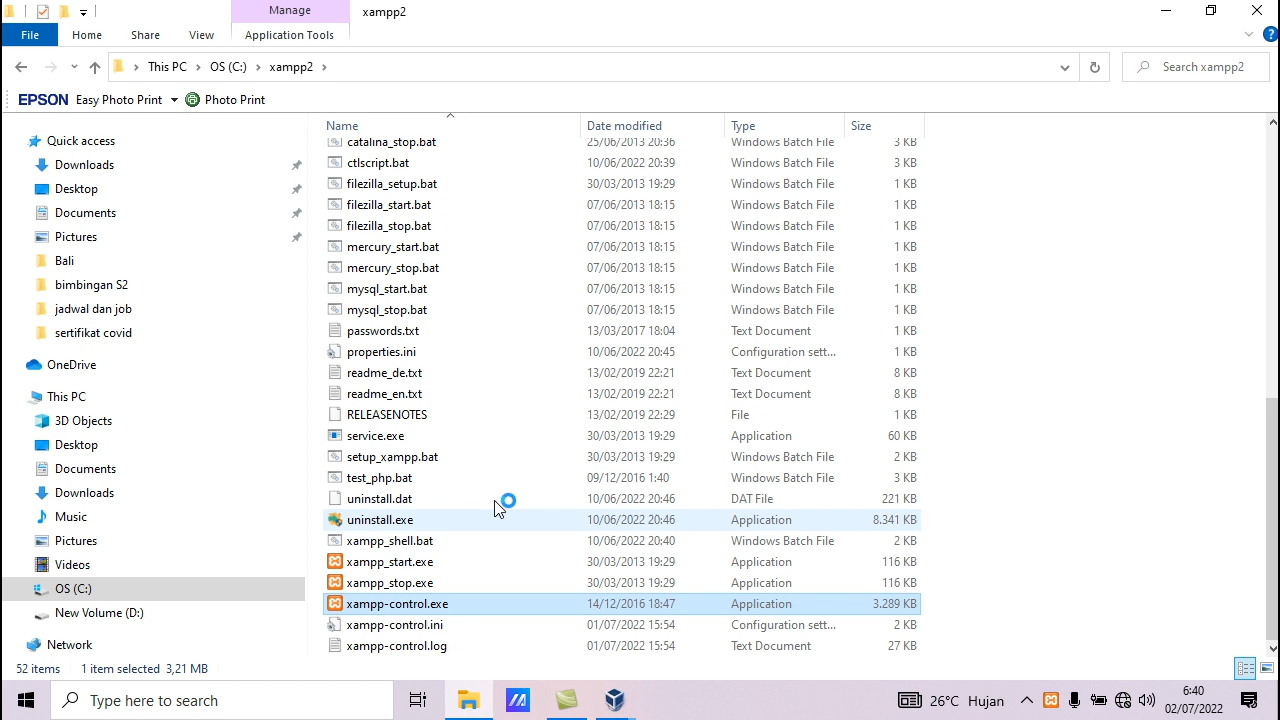 Manage
xampp2
File
Home
Share
View
Application Tools
This PC
OS (C:)
xampp2
Search xampp2
EPSON Easy Photo Print
Photo Print
Name
Date modified
Type
Size
Quick access
Downloads
Desktop
Documents
Pictures
Bali
bimbingan S2
jadwal dan job
sertifikat covid
OneDrive
This PC
3D Objects
Desktop
Documents
Downloads
Music
Pictures
Videos
OS (C:)
New Volume (D:)
Network
catalina_stop.bat 25/06/2013 20:36 Windows Batch File 3 KB
ctlscript.bat 10/06/2022 20:39 Windows Batch File 3 KB
filezilla_setup.bat 30/03/2013 19:29 Windows Batch File 1 KB
filezilla_start.bat 07/06/2013 18:15 Windows Batch File 1 KB
filezilla_stop.bat 07/06/2013 18:15 Windows Batch File 1 KB
mercury_start.bat 07/06/2013 18:15 Windows Batch File 1 KB
mercury_stop.bat 07/06/2013 18:15 Windows Batch File 1 KB
mysql_start.bat 07/06/2013 18:15 Windows Batch File 1 KB
mysql_stop.bat 07/06/2013 18:15 Windows Batch File 1 KB
passwords.txt 13/03/2017 18:04 Text Document 1 KB
properties.ini 10/06/2022 20:45 Configuration sett... 1 KB
readme_de.txt 13/02/2019 22:21 Text Document 8 KB
readme_en.txt 13/02/2019 22:21 Text Document 8 KB
RELEASENOTES 13/02/2019 22:29 File 1 KB
service.exe 30/03/2013 19:29 Application 60 KB
setup_xampp.bat 30/03/2013 19:29 Windows Batch File 2 KB
test_php.bat 09/12/2016 1:40 Windows Batch File 3 KB
uninstall.dat 10/06/2022 20:46 DAT File 221 KB
uninstall.exe 10/06/2022 20:46 Application 8.341 KB
xampp_shell.bat 10/06/2022 20:40 Windows Batch File 2 KB
xampp_start.exe 30/03/2013 19:29 Application 116 KB
xampp_stop.exe 30/03/2013 19:29 Application 116 KB
xampp-control.exe 14/12/2016 18:47 Application 3.289 KB
xampp-control.ini 01/07/2022 15:54 Configuration sett... 2 KB
xampp-control.log 01/07/2022 15:54 Text Document 27 KB
52 items
1 item selected 3,21 MB
Type here to search
26°C Hujan
6:40
02/07/2022